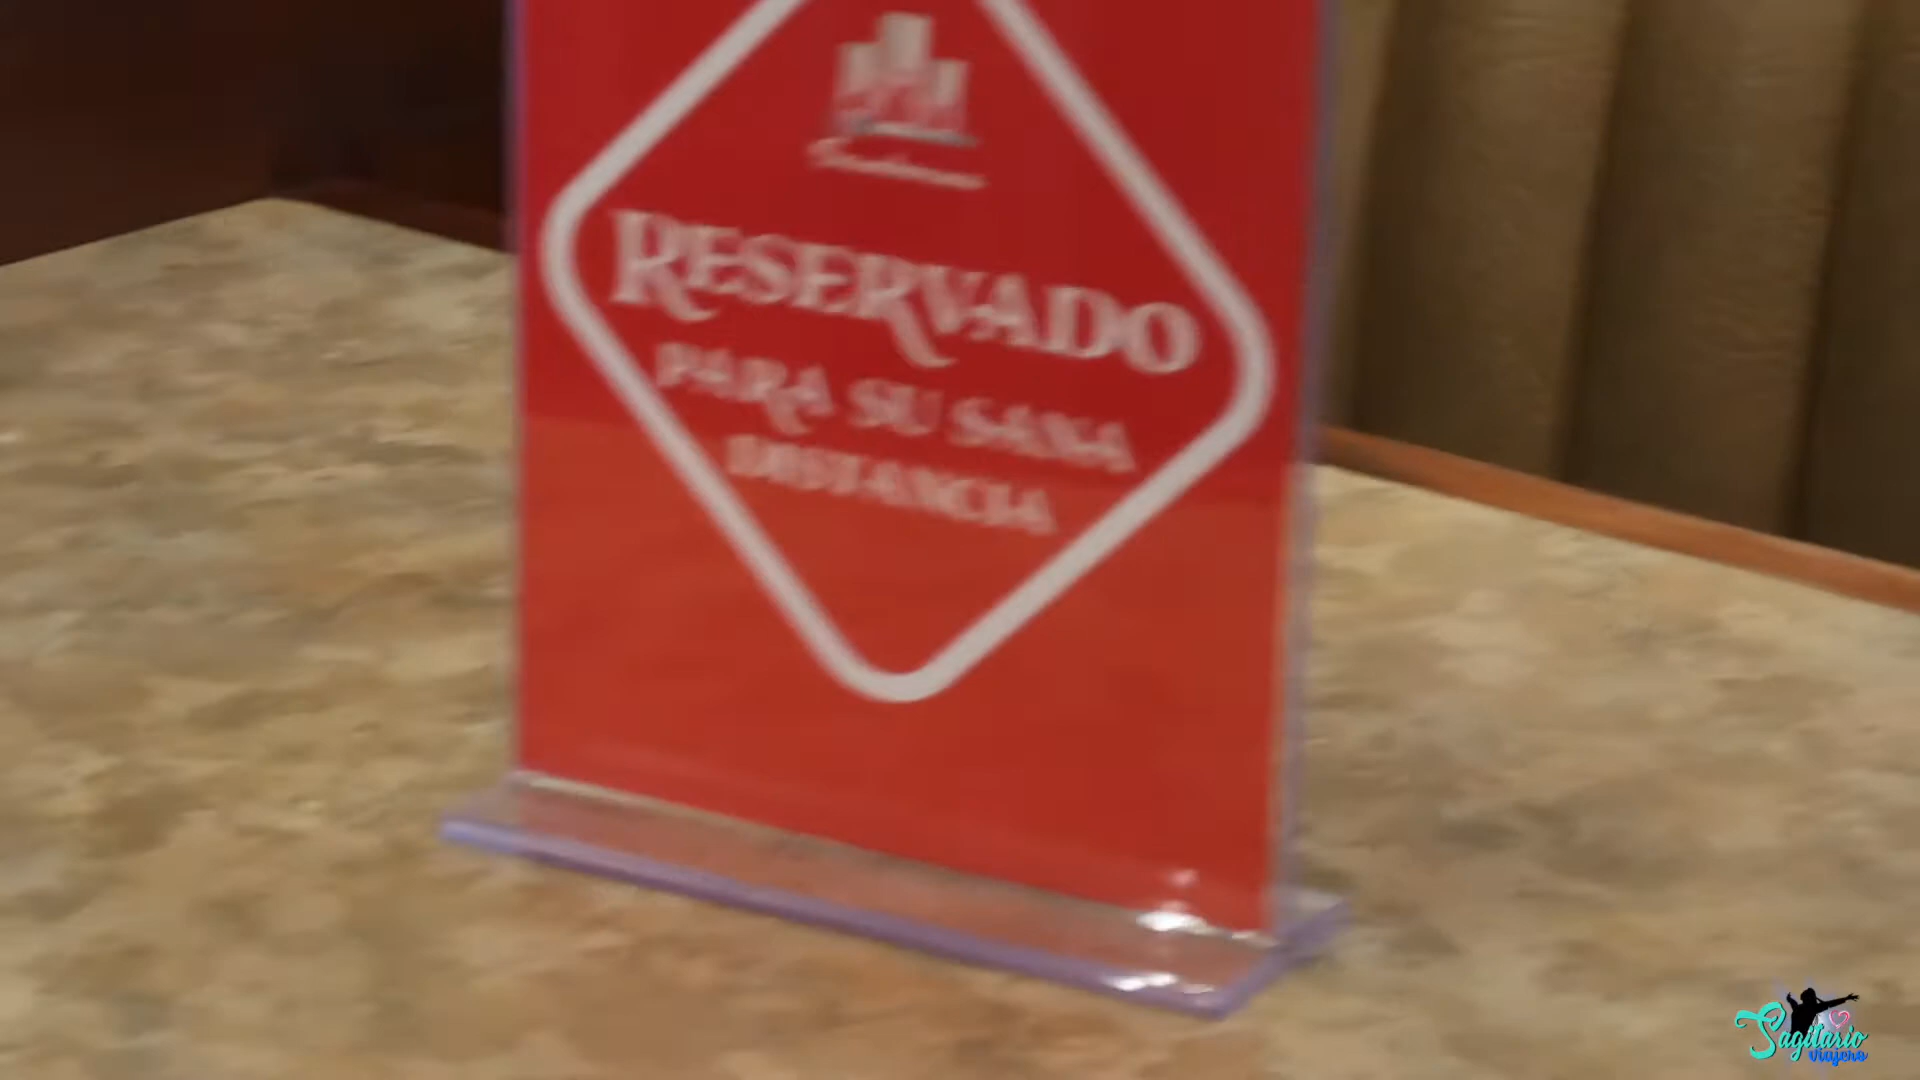 RESERVADO
PARA SU SANA
DISTANCIA
Sagitario
viajero